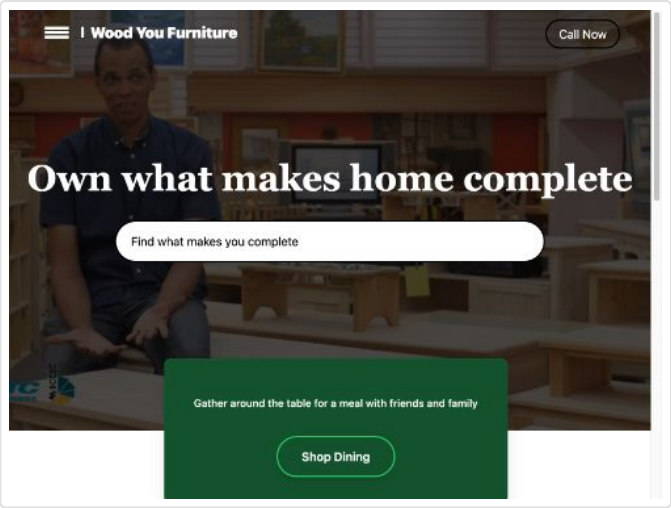 | Wood You Furniture
Call Now
Own what makes home complete
Find what makes you complete
Gather around the table for a meal with friends and family
Shop Dining